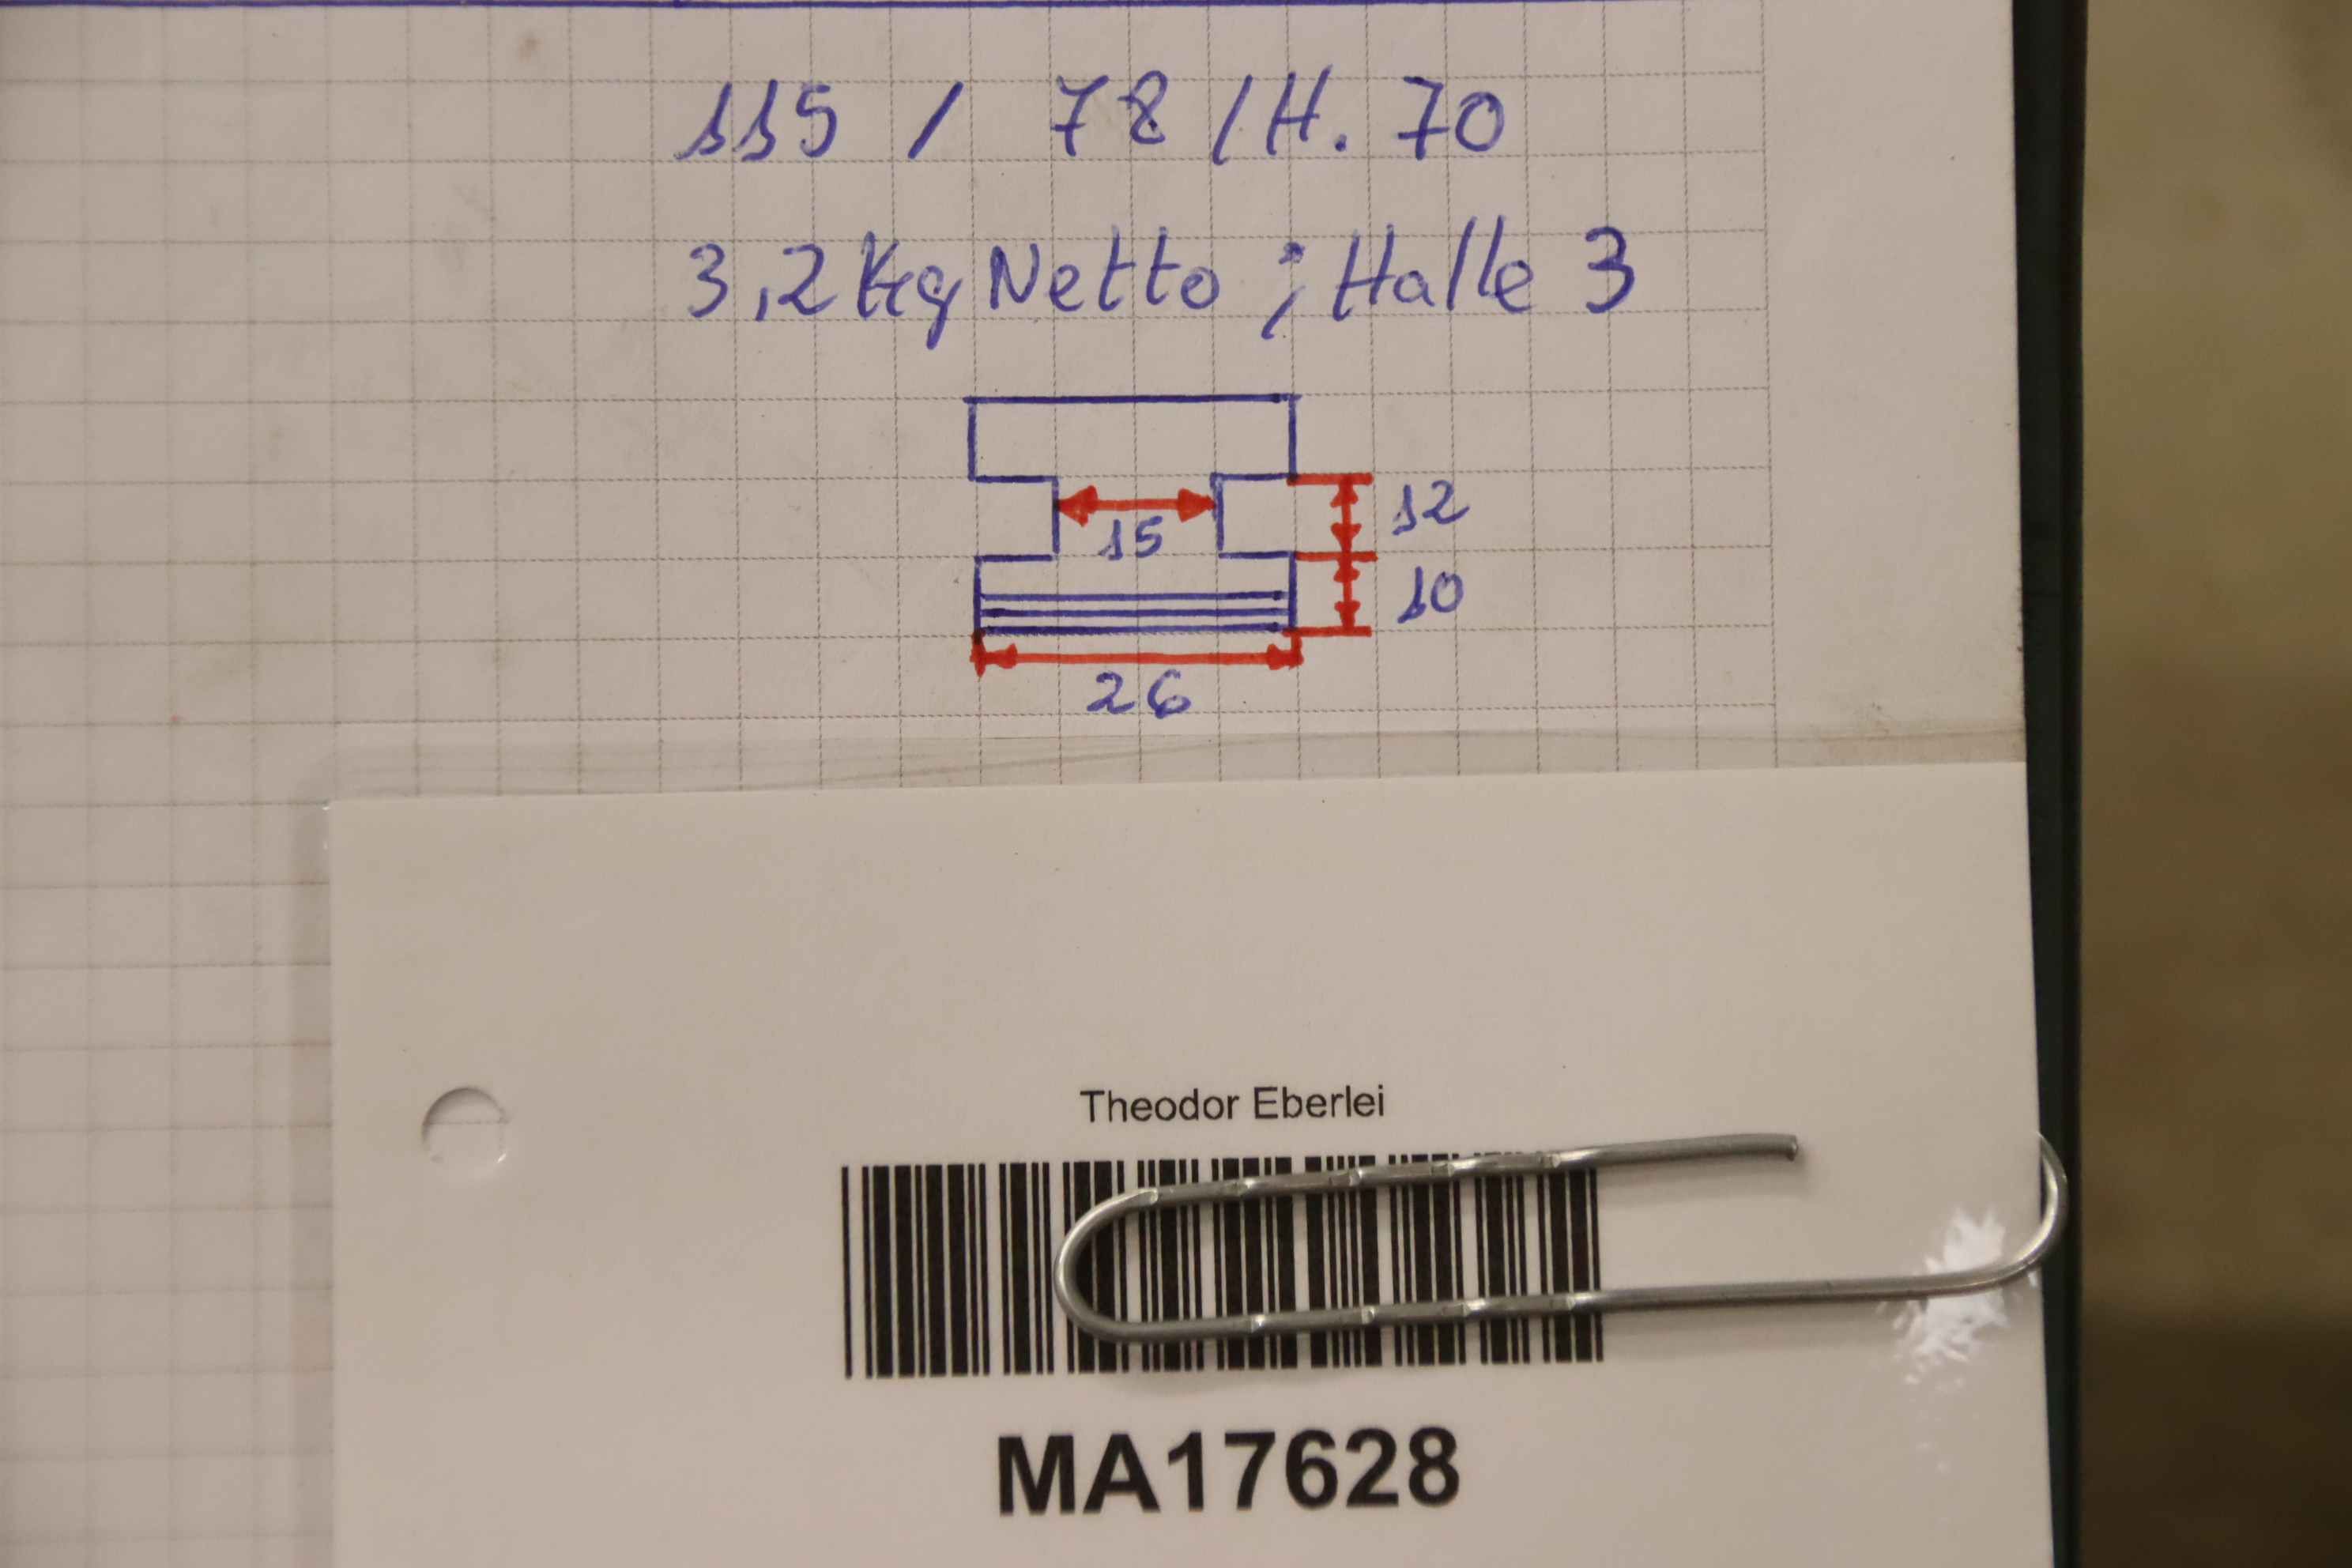 115 / 78 / H. 70
3,2 Kg Netto ; Halle 3
15
12
10
26
Theodor Eberlei
MA17628